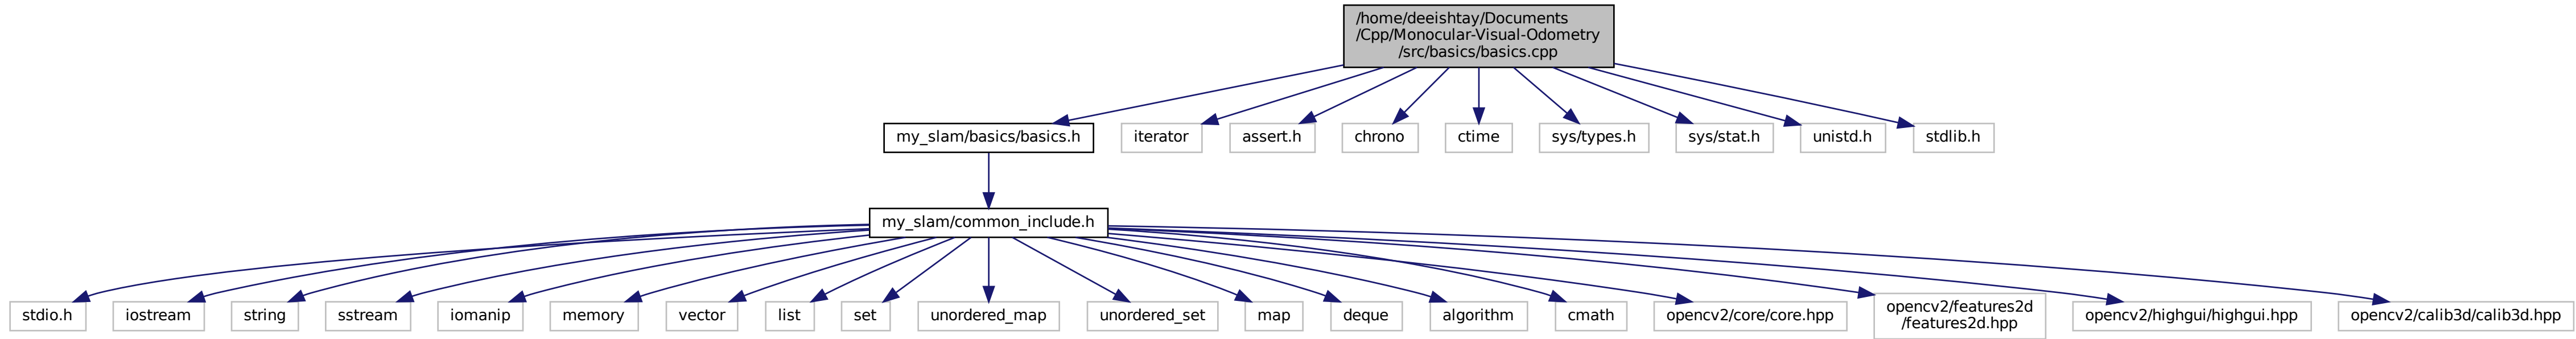 /home/deeishtay/Documents
/Cpp/Monocular-Visual-Odometry
/src/basics/basics.cpp
my_slam/basics/basics.h
iterator
assert.h
chrono
ctime
sys/types.h
sys/stat.h
unistd.h
stdlib.h
my_slam/common_include.h
stdio.h
iostream
string
sstream
iomanip
memory
vector
list
set
unordered_map
unordered_set
map
deque
algorithm
cmath
opencv2/core/core.hpp
opencv2/features2d
/features2d.hpp
opencv2/highgui/highgui.hpp
opencv2/calib3d/calib3d.hpp